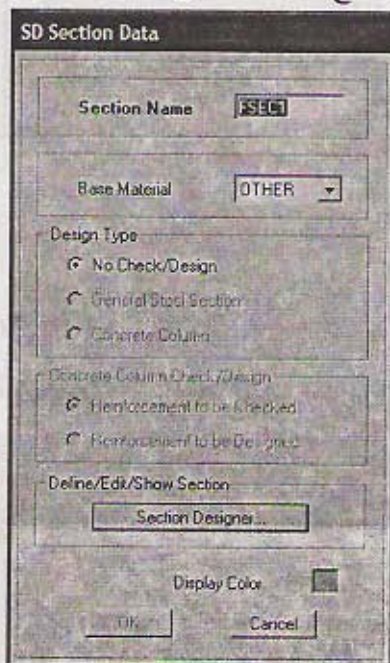 SD Section Data
Section Name FSEC1
Base Material OTHER
Design Type
No Check/Design
General Steel Section
Concrete Column
Concrete Column Check/Design
Reinforcement to be Checked
Reinforcement to be Designed
Define/Edit/Show Section
Section Designer...
Display Color
OK Cancel